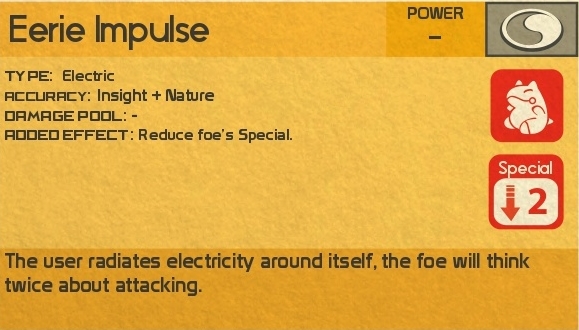 Eerie Impulse
POWER
–
TYPE: Electric
ACCURACY: Insight + Nature
DAMAGE POOL: -
ADDED EFFECT: Reduce foe's Special.
Special
2
The user radiates electricity around itself, the foe will think
twice about attacking.